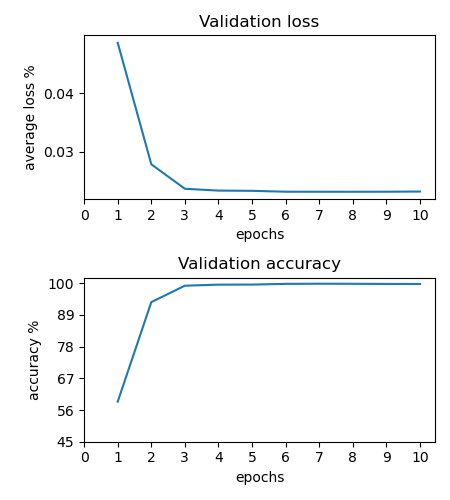 Validation loss
average loss %
0.04
0.03
0 1 2 3 4 5 6 7 8 9 10
epochs
Validation accuracy
accuracy %
100
89
78
67
56
45
0 1 2 3 4 5 6 7 8 9 10
epochs